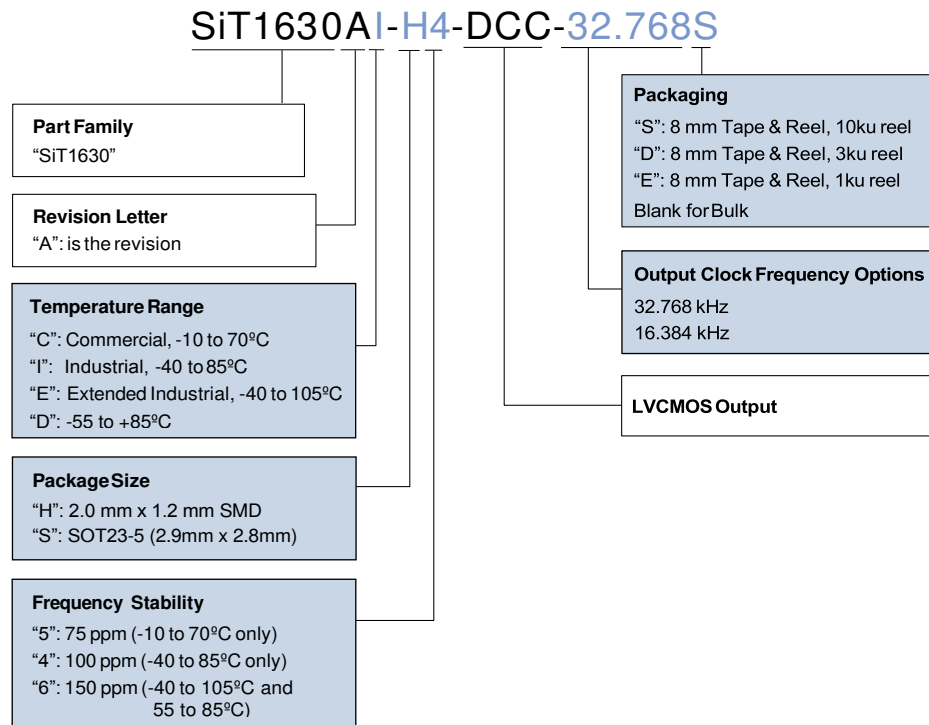 SiT1630AI-H4-DCC-32.768S
Part Family
“SiT1630”
Revision Letter
“A”: is the revision
Temperature Range
“C”: Commercial, -10 to 70ºC
“I”: Industrial, -40 to 85ºC
“E”: Extended Industrial, -40 to 105ºC
“D”: -55 to +85ºC
Package Size
“H”: 2.0 mm x 1.2 mm SMD
“S”: SOT23-5 (2.9mm x 2.8mm)
Frequency Stability
“5”: 75 ppm (-10 to 70ºC only)
“4”: 100 ppm (-40 to 85ºC only)
“6”: 150 ppm (-40 to 105ºC and
55 to 85ºC)
Packaging
“S”: 8 mm Tape & Reel, 10ku reel
“D”: 8 mm Tape & Reel, 3ku reel
“E”: 8 mm Tape & Reel, 1ku reel
Blank for Bulk
Output Clock Frequency Options
32.768 kHz
16.384 kHz
LVCMOS Output